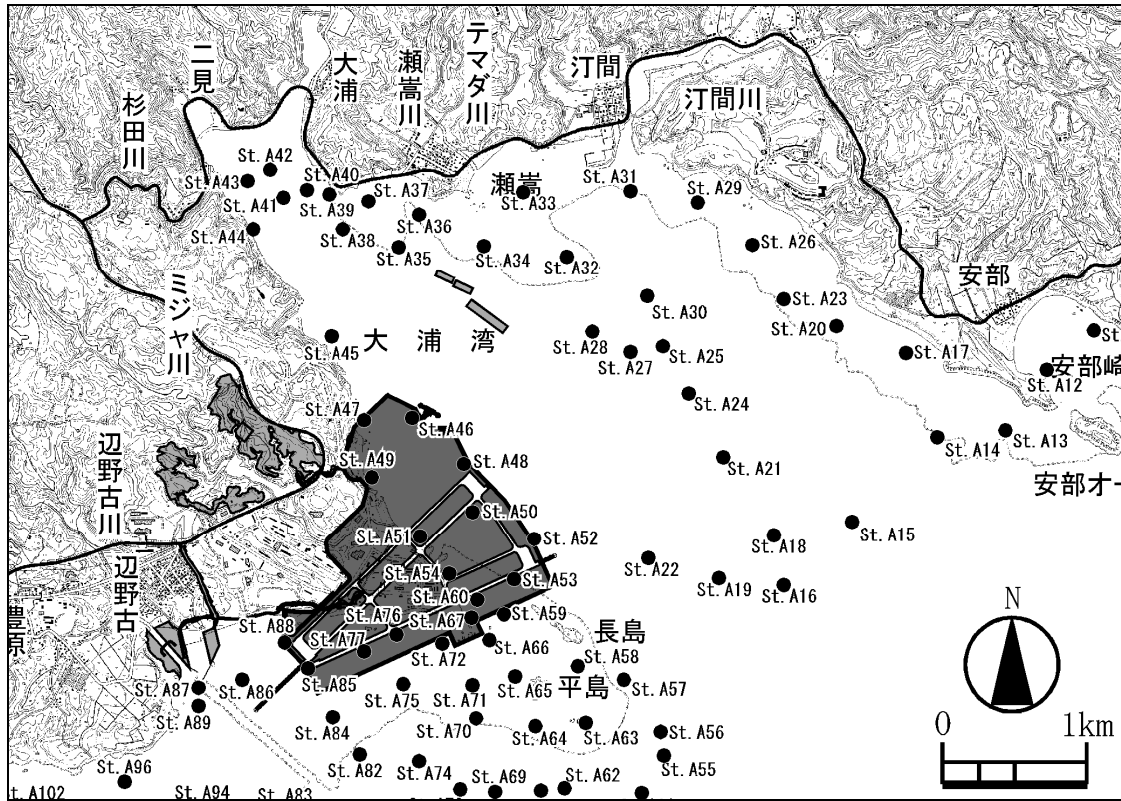 テマダ川
二見
大浦
瀬嵩川
汀間
杉田川
汀間川
St. A42
St. A43
St. A40
St. A37
瀬嵩
St. A31
St. A29
St. A41
St. A39
St. A33
St. A36
St. A44
St. A38
St. A26
St. A35
St. A34
St. A32
安部
ミジャ川
St. A23
St. A30
St. A20
St.
大浦湾
St. A45
St. A28
St. A25
St. A27
St. A17
安部崎
St. A12
St. A24
St. A47
St. A46
St. A13
St. A14
辺野古川
St. A49
St. A48
St. A21
安部オー
St. A50
St. A51
St. A52
St. A18
St. A15
辺野古
St. A54
St. A22
St. A53
St. A19
St. A16
豊原
St. A60
St. A76
St. A67
St. A59
N
St. A88
長島
St. A77
St. A66
St. A72
St. A58
平島
St. A85
St. A87
St. A86
St. A75
St. A71
St. A65
St. A57
St. A89
St. A84
St. A70
St. A64
St. A63
St. A56
0
1km
St. A82
St. A74
St. A55
St. A96
St. A69
St. A62
St. A94
St. A83
t. A102